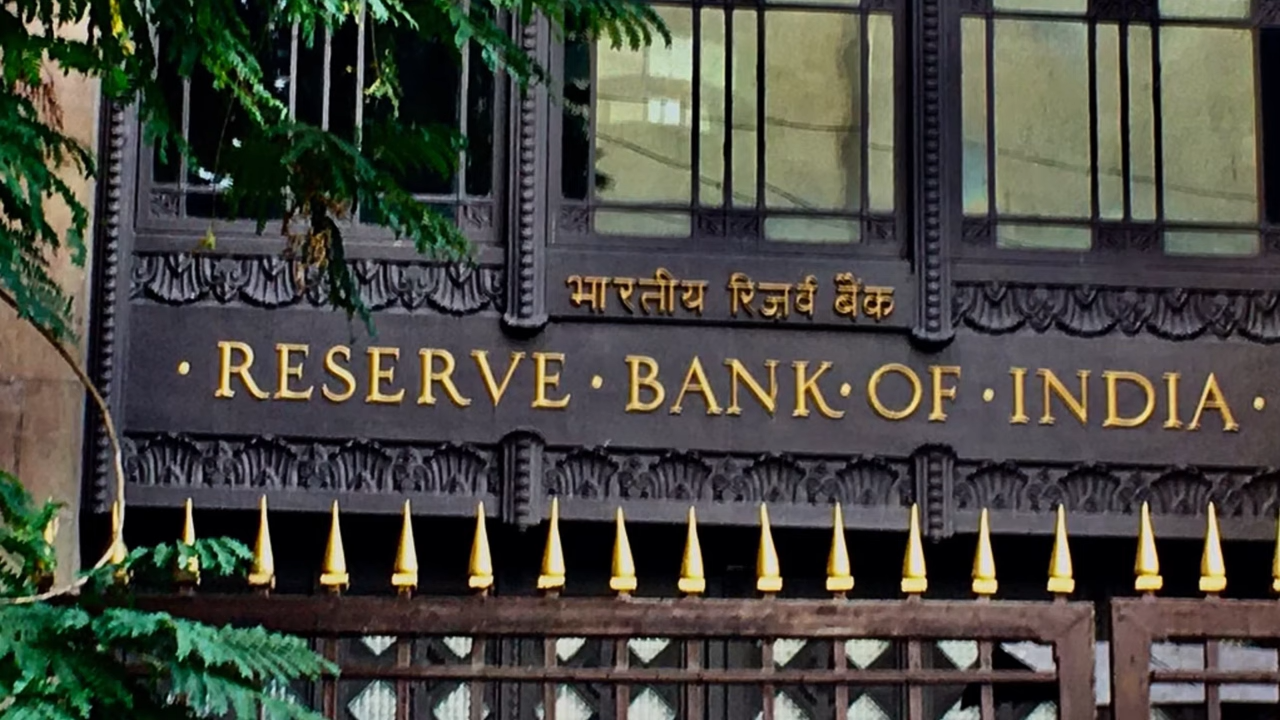 भारतीय रिज़र्व बैंक
· RESERVE · BANK · OF · INDIA ·